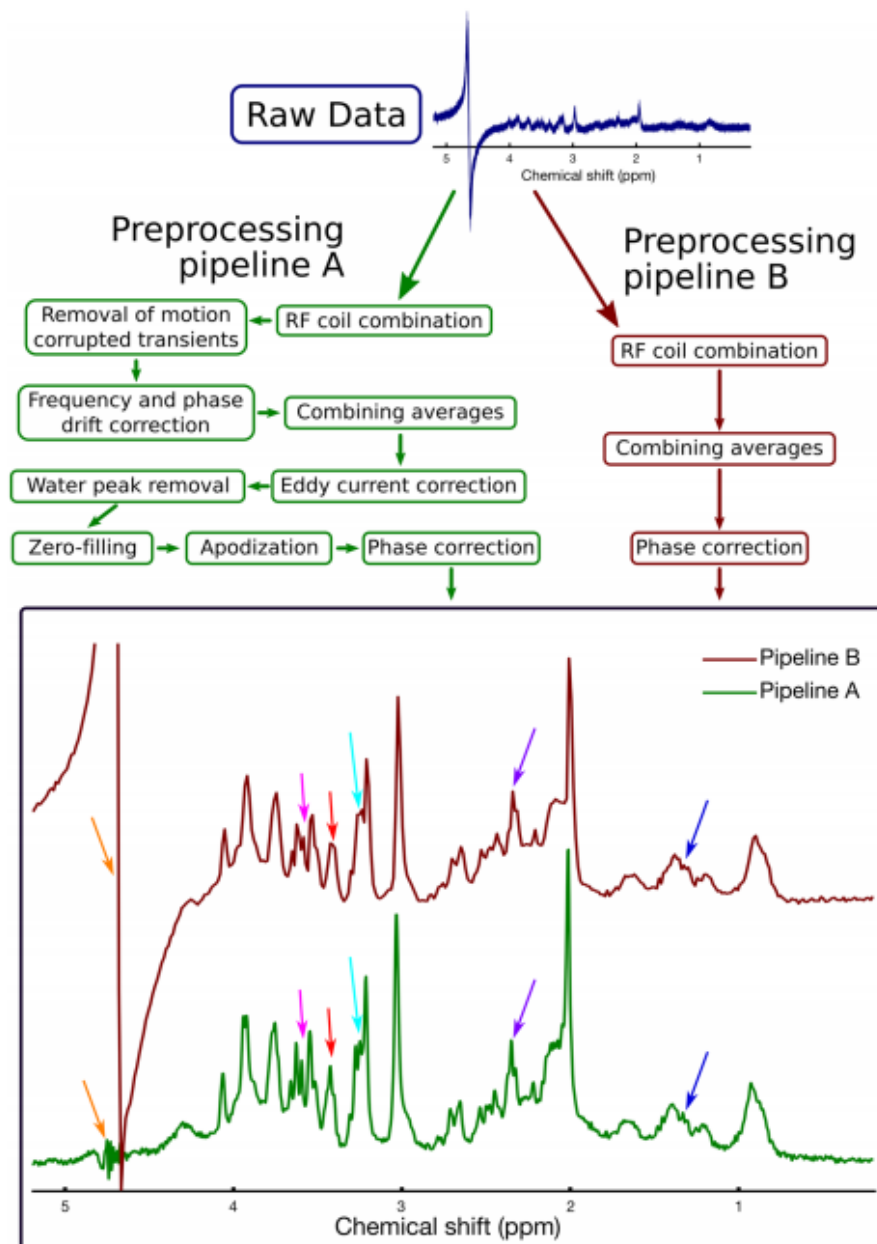 Raw Data
5 4 3 2 1
Chemical shift (ppm)
Preprocessing
pipeline A
Preprocessing
pipeline B
Removal of motion
corrupted transients
RF coil combination
RF coil combination
Frequency and phase
drift correction
Combining averages
Combining averages
Water peak removal
Eddy current correction
Zero-filling
Apodization
Phase correction
Phase correction
Pipeline B
Pipeline A
5 4 3 2 1
Chemical shift (ppm)